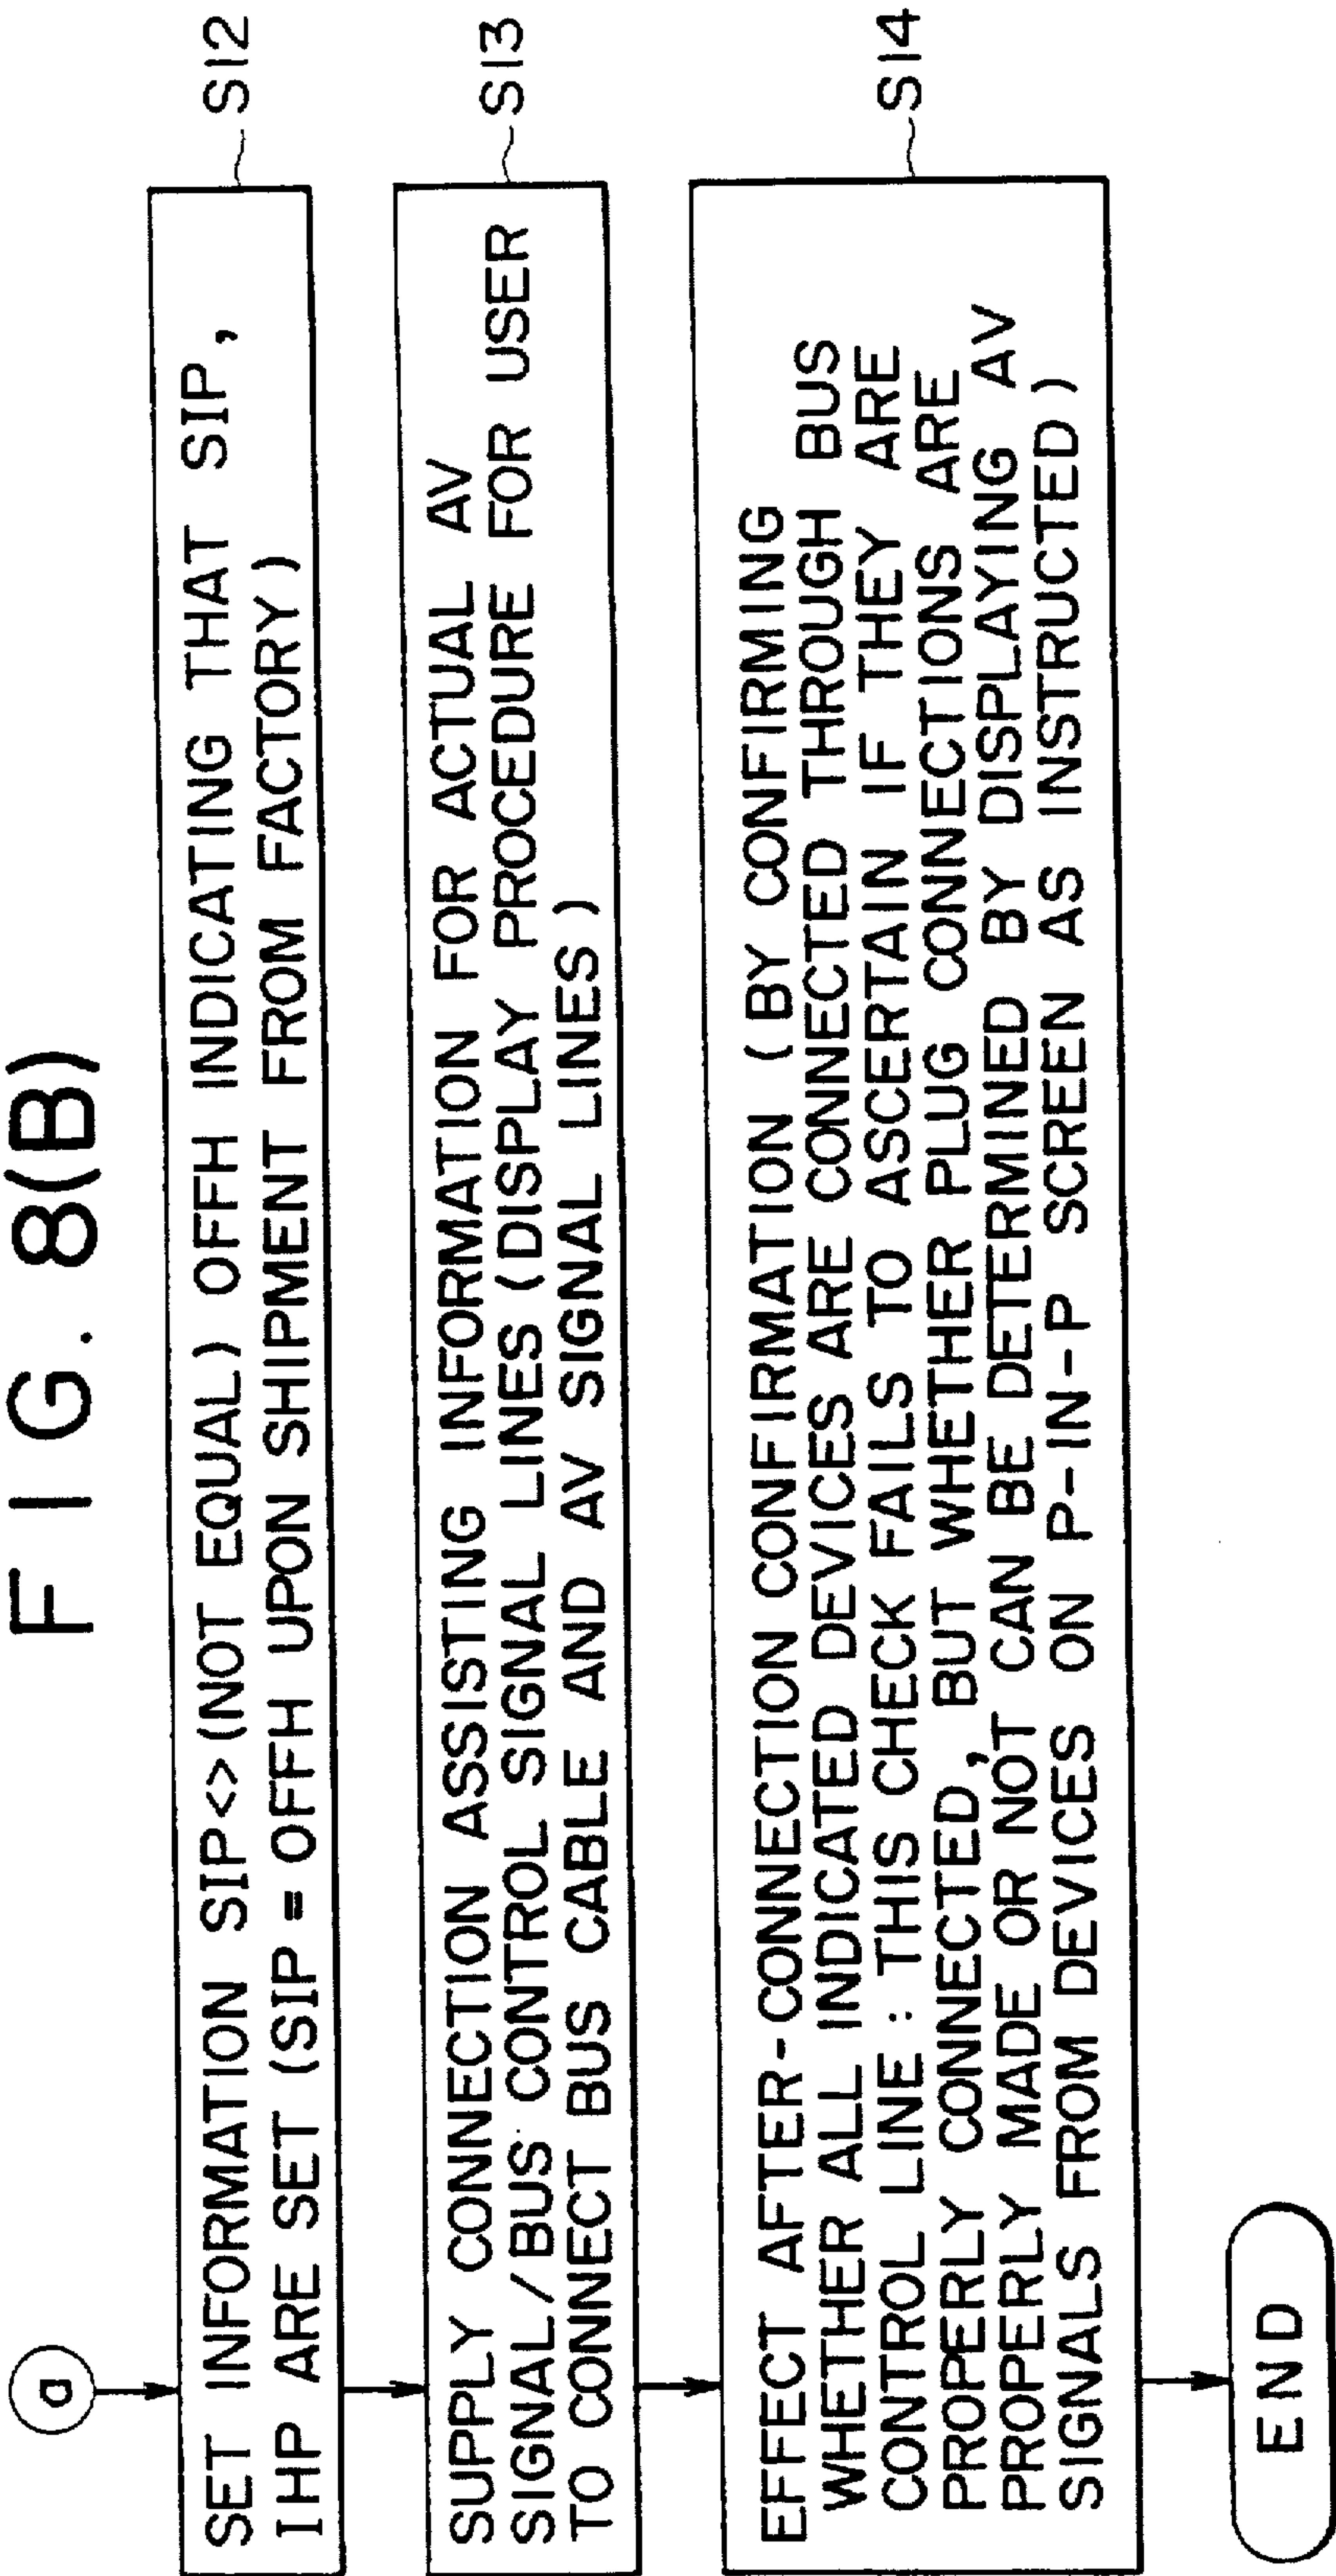 FIG. 8(B)
a
SET INFORMATION SIP<>(NOT EQUAL) OFFH INDICATING THAT SIP,
IHP ARE SET (SIP = OFFH UPON SHIPMENT FROM FACTORY)
S12
SUPPLY CONNECTION ASSISTING INFORMATION FOR ACTUAL AV
SIGNAL/BUS CONTROL SIGNAL LINES (DISPLAY PROCEDURE FOR USER
TO CONNECT BUS CABLE AND AV SIGNAL LINES)
S13
EFFECT AFTER-CONNECTION CONFIRMATION (BY CONFIRMING
WHETHER ALL INDICATED DEVICES ARE CONNECTED THROUGH BUS
CONTROL LINE : THIS CHECK FAILS TO ASCERTAIN IF THEY ARE
PROPERLY CONNECTED, BUT WHETHER PLUG CONNECTIONS ARE
PROPERLY MADE OR NOT CAN BE DETERMINED BY DISPLAYING AV
SIGNALS FROM DEVICES ON P-IN-P SCREEN AS INSTRUCTED)
S14
END